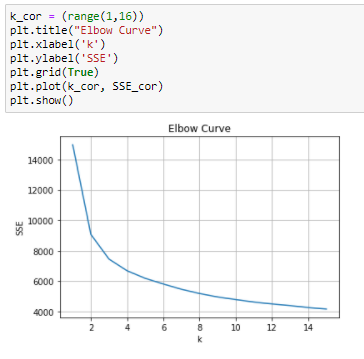 k_cor = (range(1,16))
plt.title("Elbow Curve")
plt.xlabel('k')
plt.ylabel('SSE')
plt.grid(True)
plt.plot(k_cor, SSE_cor)
plt.show()
Elbow Curve
14000
12000
10000
8000
6000
4000
SSE
2 4 6 8 10 12 14
k